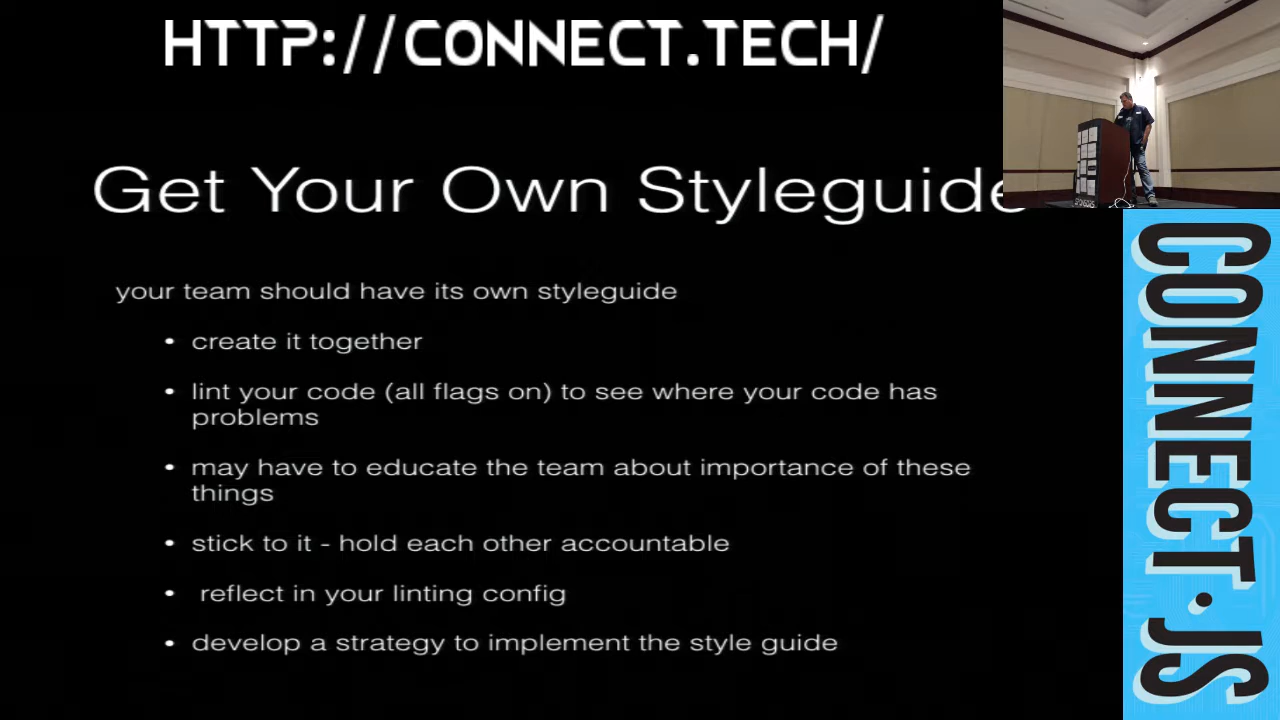 HTTP://CONNECT.TECH/
Get Your Own Styleguide
your team should have its own styleguide
• create it together
• lint your code (all flags on) to see where your code has
problems
• may have to educate the team about importance of these
things
• stick to it - hold each other accountable
• reflect in your linting config
• develop a strategy to implement the style guide
CONNECT.JS